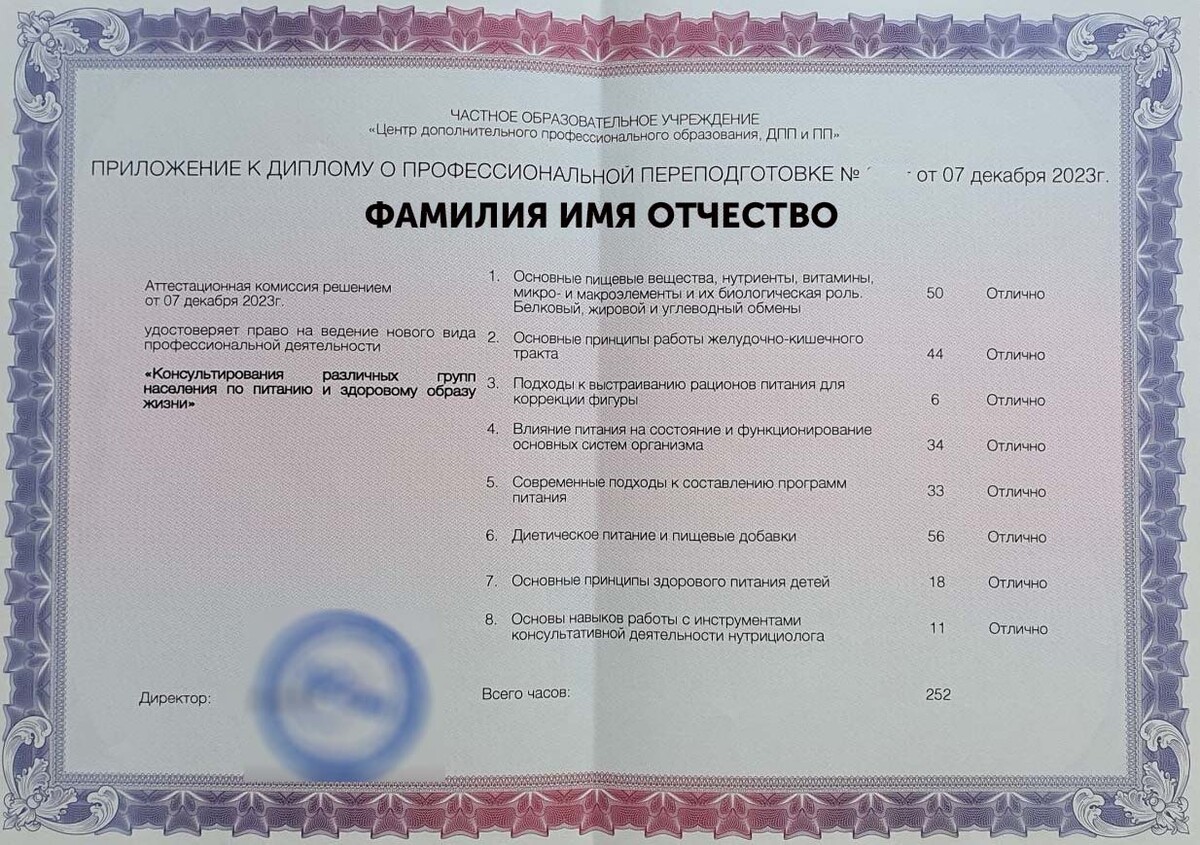 ЧАСТНОЕ ОБРАЗОВАТЕЛЬНОЕ УЧРЕЖДЕНИЕ
«Центр дополнительного профессионального образования, ДПП и ПП»
ПРИЛОЖЕНИЕ К ДИПЛОМУ О ПРОФЕССИОНАЛЬНОЙ ПЕРЕПОДГОТОВКЕ № от 07 декабря 2023г.
ФАМИЛИЯ ИМЯ ОТЧЕСТВО
Аттестационная комиссия решением
от 07 декабря 2023г.
удостоверяет право на ведение нового вида
профессиональной деятельности
«Консультирования различных групп
населения по питанию и здоровому образу
жизни»
1. Основные пищевые вещества, нутриенты, витамины,
микро- и макроэлементы и их биологическая роль. 50 Отлично
Белковый, жировой и углеводный обмены
2. Основные принципы работы желудочно-кишечного
тракта 44 Отлично
3. Подходы к выстраиванию рационов питания для
коррекции фигуры 6 Отлично
4. Влияние питания на состояние и функционирование
основных систем организма 34 Отлично
5. Современные подходы к составлению программ
питания 33 Отлично
6. Диетическое питание и пищевые добавки 56 Отлично
7. Основные принципы здорового питания детей 18 Отлично
8. Основы навыков работы с инструментами
консультативной деятельности нутрициолога 11 Отлично
Директор:
Всего часов: 252